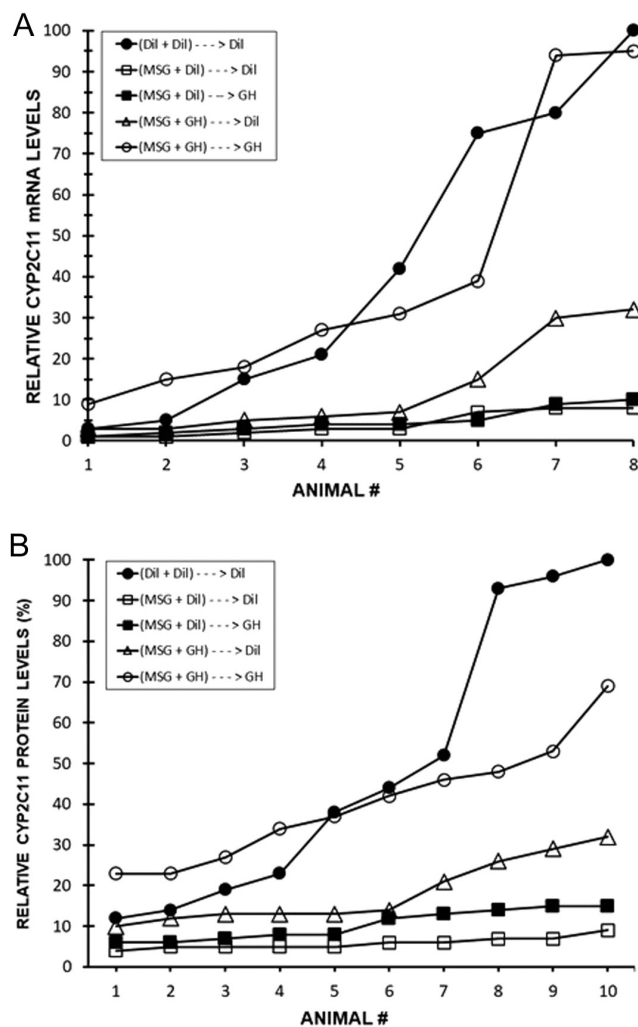 A
RELATIVE CYP2C11 mRNA LEVELS
100
90
80
70
60
50
40
30
20
10
0
(Dil + Dil) - - - > Dil
(MSG + Dil) - - - > Dil
(MSG + Dil) - - - > GH
(MSG + GH) - - - > Dil
(MSG + GH) - - - > GH
1 2 3 4 5 6 7 8
ANIMAL #
B
RELATIVE CYP2C11 PROTEIN LEVELS (%)
100
90
80
70
60
50
40
30
20
10
0
(Dil + Dil) - - - > Dil
(MSG + Dil) - - - > Dil
(MSG + Dil) - - - > GH
(MSG + GH) - - - > Dil
(MSG + GH) - - - > GH
1 2 3 4 5 6 7 8 9 10
ANIMAL #